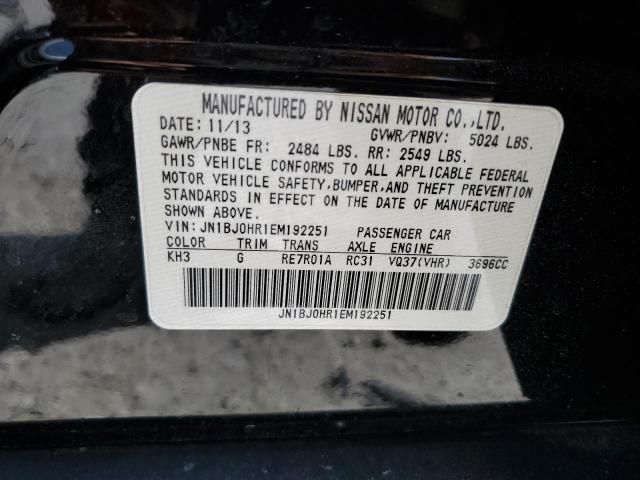 MANUFACTURED BY NISSAN MOTOR CO.,LTD.
DATE: 11/13 GVWR/PNBV: 5024 LBS.
GAWR/PNBE FR: 2484 LBS. RR: 2549 LBS.
THIS VEHICLE CONFORMS TO ALL APPLICABLE FEDERAL
MOTOR VEHICLE SAFETY,BUMPER,AND THEFT PREVENTION
STANDARDS IN EFFECT ON THE DATE OF MANUFACTURE
SHOWN ABOVE.
VIN: JN1BJ0HR1EM192251 PASSENGER CAR
COLOR TRIM TRANS AXLE ENGINE
KH3 G RE7R01A RC31 VQ37(VHR) 3696CC
JN1BJ0HR1EM192251